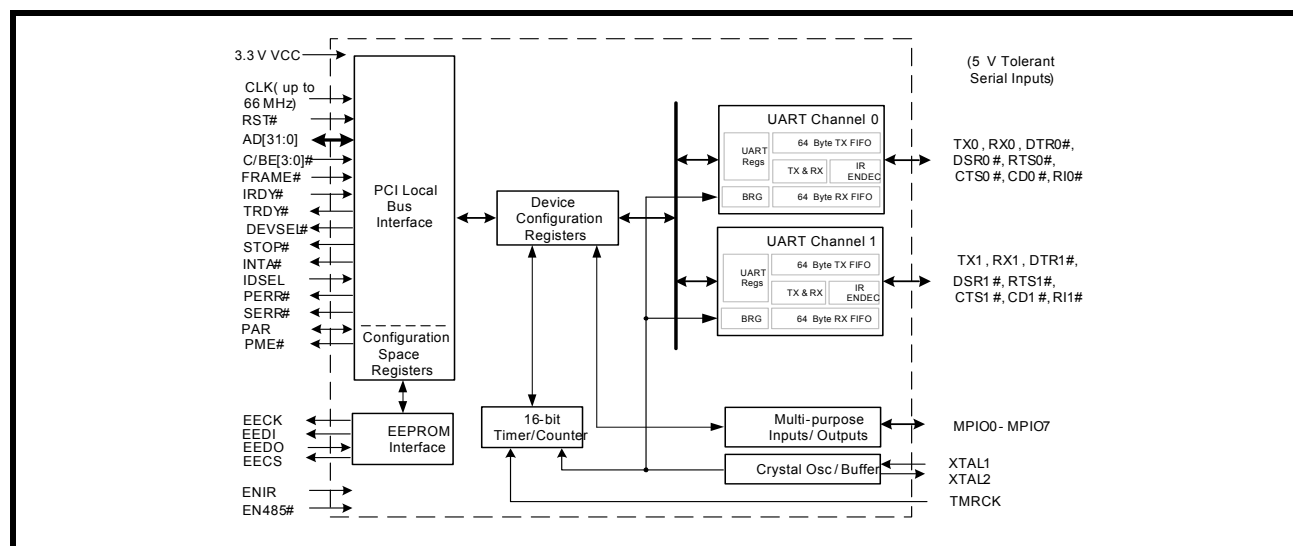 3.3 V VCC
CLK( up to
66 MHz)
RST#
AD[31:0]
C/BE[3:0]#
FRAME#
IRDY#
TRDY#
DEVSEL#
STOP#
INTA#
IDSEL
PERR#
SERR#
PAR
PME#
EECK
EEDI
EEDO
EECS
ENIR
EN485#
PCI Local
Bus
Interface
Configuration
Space
Registers
EEPROM
Interface
Device
Configuration
Registers
16-bit
Timer/Counter
UART Channel 0
UART
Regs
64 Byte TX FIFO
TX & RX
IR
ENDEC
BRG
64 Byte RX FIFO
UART Channel 1
UART
Regs
64 Byte TX FIFO
TX & RX
IR
ENDEC
BRG
64 Byte RX FIFO
Multi-purpose
Inputs/ Outputs
Crystal Osc / Buffer
(5 V Tolerant
Serial Inputs)
TX0 , RX0 , DTR0#,
DSR0 #, RTS0#,
CTS0 #, CD0 #, RI0#
TX1 , RX1 , DTR1#,
DSR1 #, RTS1#,
CTS1 #, CD1 #, RI1#
MPIO0- MPIO7
XTAL1
XTAL2
TMRCK